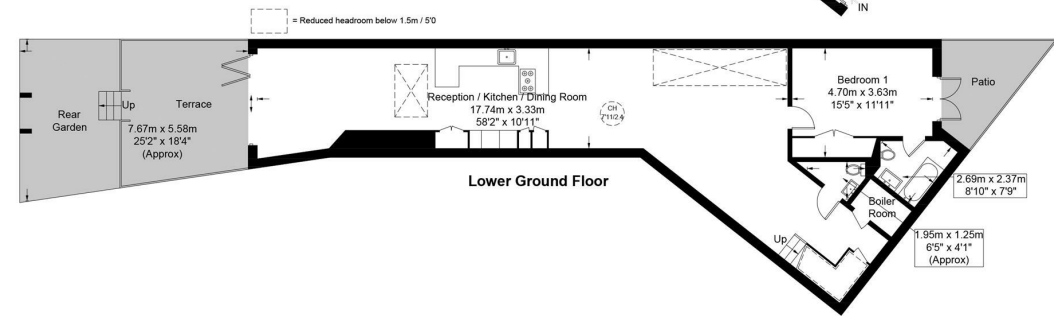 IN
= Reduced headroom below 1.5m / 5'0
Rear
Garden
Up
Terrace
7.67m x 5.58m
25'2" x 18'4"
(Approx)
Reception / Kitchen / Dining Room
17.74m x 3.33m
58'2" x 10'11"
CH
Bedroom 1
4.70m x 3.63m
15'5" x 11'11"
Patio
Lower Ground Floor
2.69m x 2.37m
8'10" x 7'9"
Boiler
Room
Up
1.95m x 1.25m
6'5" x 4'1"
(Approx)